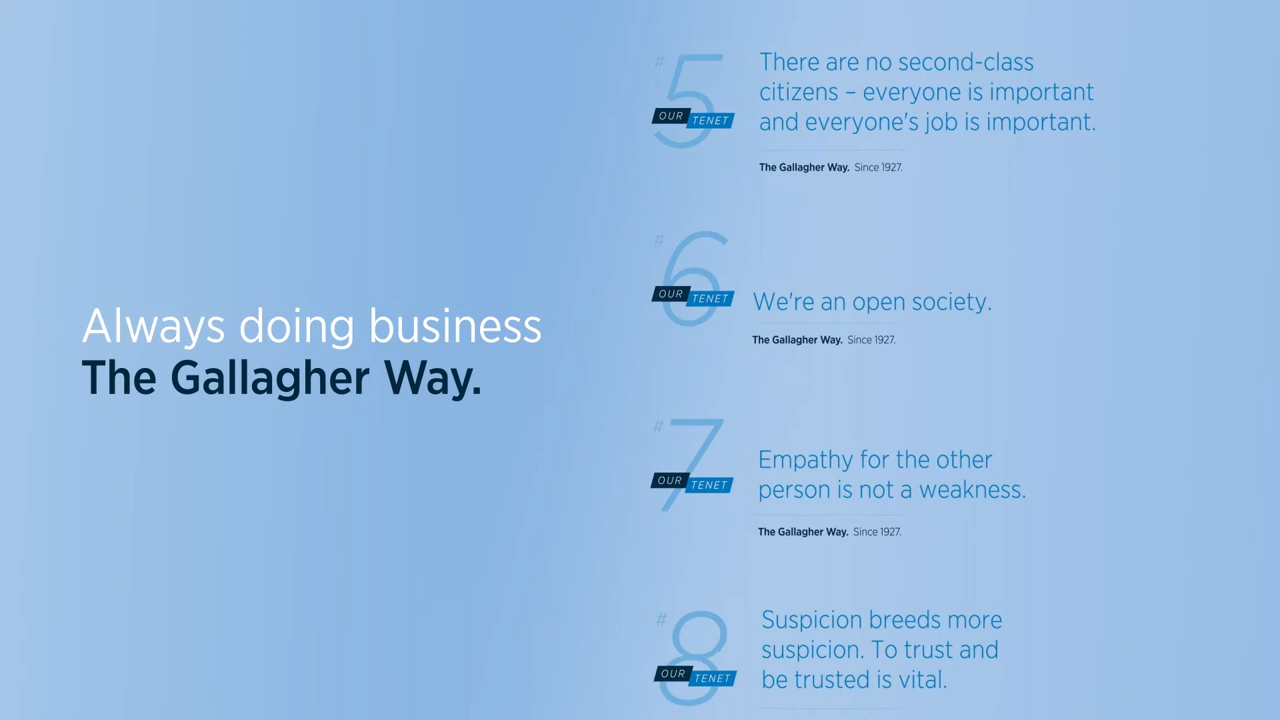 Always doing business
The Gallagher Way.
#5
OUR TENET
There are no second-class
citizens – everyone is important
and everyone's job is important.
The Gallagher Way. Since 1927.
#6
OUR TENET
We're an open society.
The Gallagher Way. Since 1927.
#7
OUR TENET
Empathy for the other
person is not a weakness.
The Gallagher Way. Since 1927.
#8
OUR TENET
Suspicion breeds more
suspicion. To trust and
be trusted is vital.